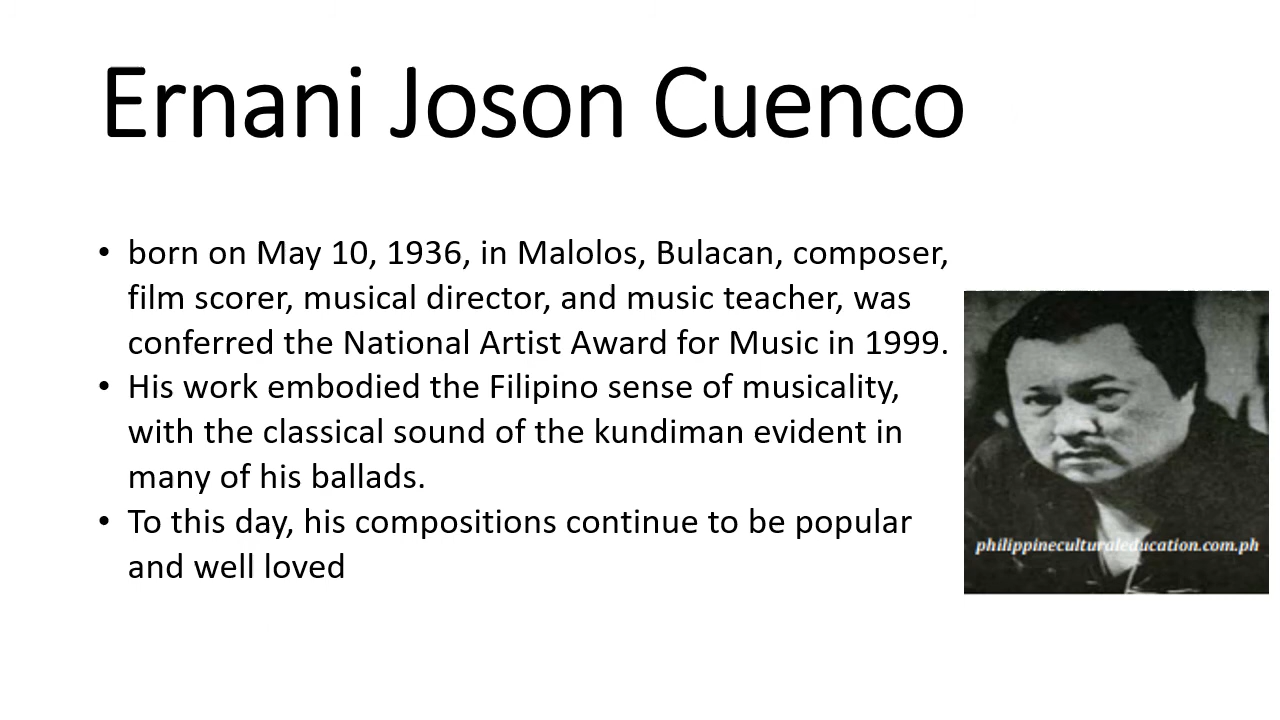 Ernani Joson Cuenco
• born on May 10, 1936, in Malolos, Bulacan, composer,
film scorer, musical director, and music teacher, was
conferred the National Artist Award for Music in 1999.
• His work embodied the Filipino sense of musicality,
with the classical sound of the kundiman evident in
many of his ballads.
• To this day, his compositions continue to be popular
and well loved
philippineculturaleducation.com.ph